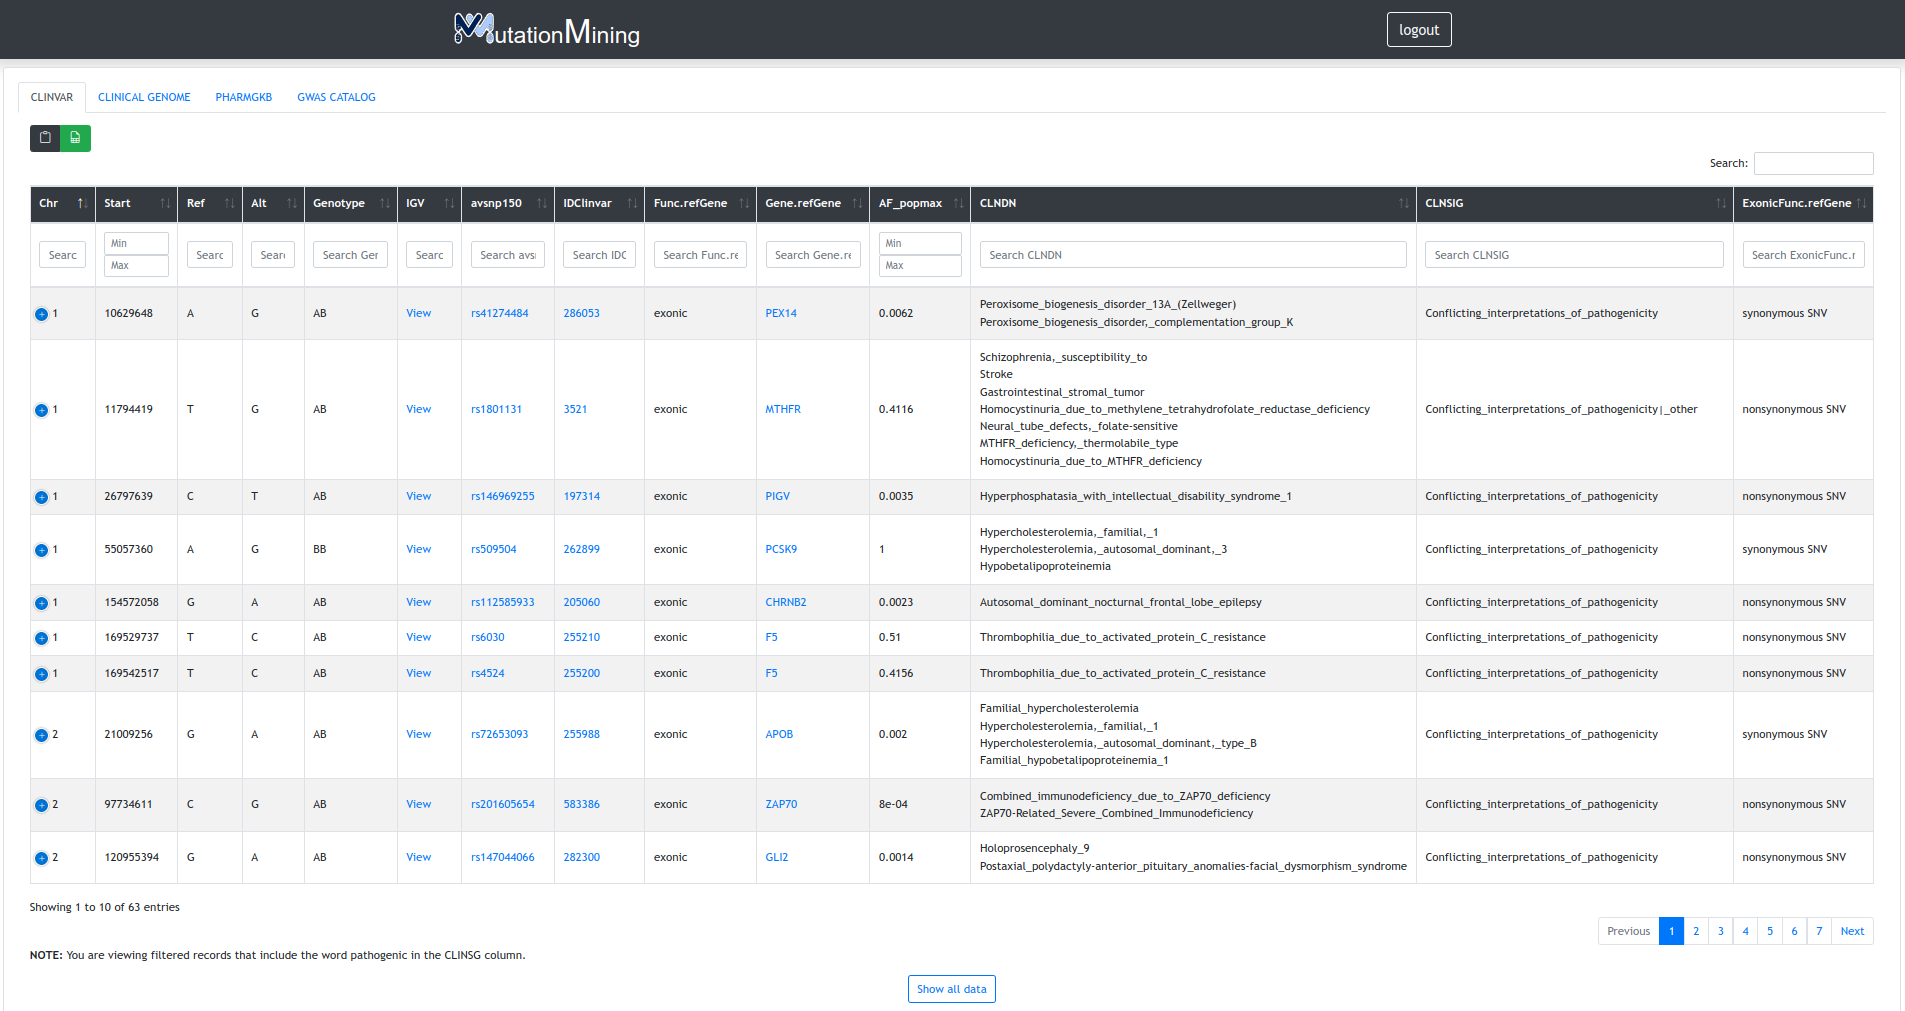 MutationMining
logout
CLINVAR CLINICAL GENOME PHARMGKB GWAS CATALOG
Search:
Chr Start Ref Alt Genotype IGV avsnp150 IDClinvar Func.refGene Gene.refGene AF_popmax CLNDN CLNSIG ExonicFunc.refGene
Min Min
Searc Searc Sear Search Ger Searc Search avs Search IDC Search Func.re Search Gene.re Search CLNDN Search CLNSIG Search ExonicFunc.r
Max Max
Peroxisome_biogenesis_disorder_13A_(Zellweger)
1 10629648 A G AB View rs41274484 286053 exonic PEX14 0.0062 Conflicting_interpretations_of_pathogenicity synonymous SNV
Peroxisome_biogenesis_disorder,_complementation_group_K
Schizophrenia,_susceptibility_to
Stroke
Gastrointestinal_stromal_tumor
1 11794419 T G AB View rs1801131 3521 exonic MTHFR 0.4116 Homocystinuria_due_to_methylene_tetrahydrofolate_reductase_deficiency Conflicting_interpretations_of_pathogenicity|_other nonsynonymous SNV
Neural_tube_defects,_folate-sensitive
MTHFR_deficiency,_thermolabile_type
Homocystinuria_due_to_MTHFR_deficiency
1 26797639 C T AB View rs146969255 197314 exonic PIGV 0.0035 Hyperphosphatasia_with_intellectual_disability_syndrome_1 Conflicting_interpretations_of_pathogenicity nonsynonymous SNV
Hypercholesterolemia,_familial,_1
1 55057360 A G BB View rs509504 262899 exonic PCSK9 1 Hypercholesterolemia,_autosomal_dominant,_3 Conflicting_interpretations_of_pathogenicity synonymous SNV
Hypobetalipoproteinemia
1 154572058 G A AB View rs112585933 205060 exonic CHRNB2 0.0023 Autosomal_dominant_nocturnal_frontal_lobe_epilepsy Conflicting_interpretations_of_pathogenicity nonsynonymous SNV
1 169529737 T C AB View rs6030 255210 exonic F5 0.51 Thrombophilia_due_to_activated_protein_C_resistance Conflicting_interpretations_of_pathogenicity nonsynonymous SNV
1 169542517 T C AB View rs4524 255200 exonic F5 0.4156 Thrombophilia_due_to_activated_protein_C_resistance Conflicting_interpretations_of_pathogenicity nonsynonymous SNV
Familial_hypercholesterolemia
Hypercholesterolemia,_familial,_1
2 21009256 G A AB View rs72653093 255988 exonic APOB 0.002 Conflicting_interpretations_of_pathogenicity synonymous SNV
Hypercholesterolemia,_autosomal_dominant,_type_B
Familial_hypobetalipoproteinemia_1
Combined_immunodeficiency_due_to_ZAP70_deficiency
2 97734611 C G AB View rs201605654 583386 exonic ZAP70 8e-04 Conflicting_interpretations_of_pathogenicity nonsynonymous SNV
ZAP70-Related_Severe_Combined_Immunodeficiency
Holoprosencephaly_9
2 120955394 G A AB View rs147044066 282300 exonic GLI2 0.0014 Conflicting_interpretations_of_pathogenicity nonsynonymous SNV
Postaxial_polydactyly-anterior_pituitary_anomalies-facial_dysmorphism_syndrome
Showing 1 to 10 of 63 entries
Previous 1 2 3 4 5 6 7 Next
NOTE: You are viewing filtered records that include the word pathogenic in the CLINSG column.
Show all data